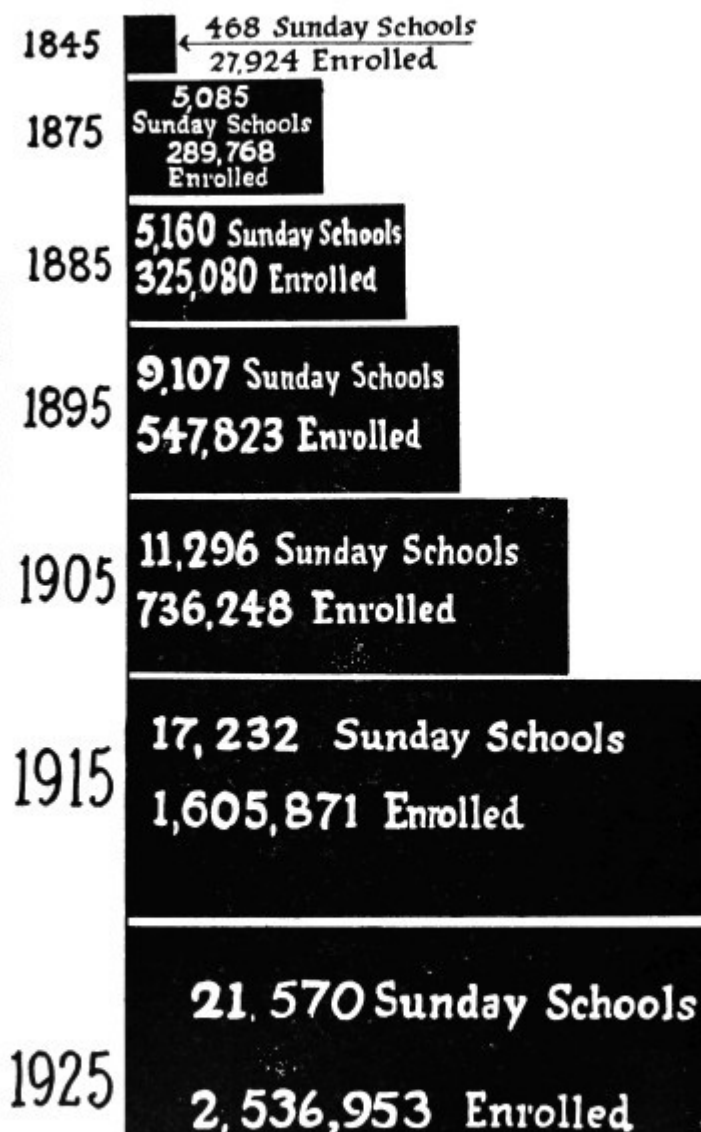 1845
468 Sunday Schools
27,924 Enrolled
1875
5,085
Sunday Schools
289,768
Enrolled
1885
5,160 Sunday Schools
325,080 Enrolled
1895
9,107 Sunday Schools
547,823 Enrolled
1905
11,296 Sunday Schools
736,248 Enrolled
1915
17,232 Sunday Schools
1,605,871 Enrolled
1925
21,570 Sunday Schools
2,536,953 Enrolled